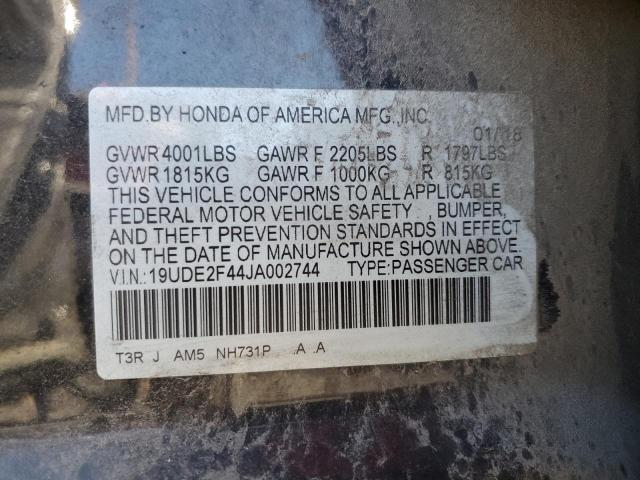 MFD.BY HONDA OF AMERICA MFG.,INC.
01/18
GVWR 4001LBS GAWR F 2205LBS R 1797LBS
GVWR 1815KG GAWR F 1000KG R 815KG
THIS VEHICLE CONFORMS TO ALL APPLICABLE
FEDERAL MOTOR VEHICLE SAFETY , BUMPER,
AND THEFT PREVENTION STANDARDS IN EFFECT
ON THE DATE OF MANUFACTURE SHOWN ABOVE.
V.I.N.:19UDE2F44JA002744 TYPE:PASSENGER CAR
T3R J AM5 NH731P .A .A